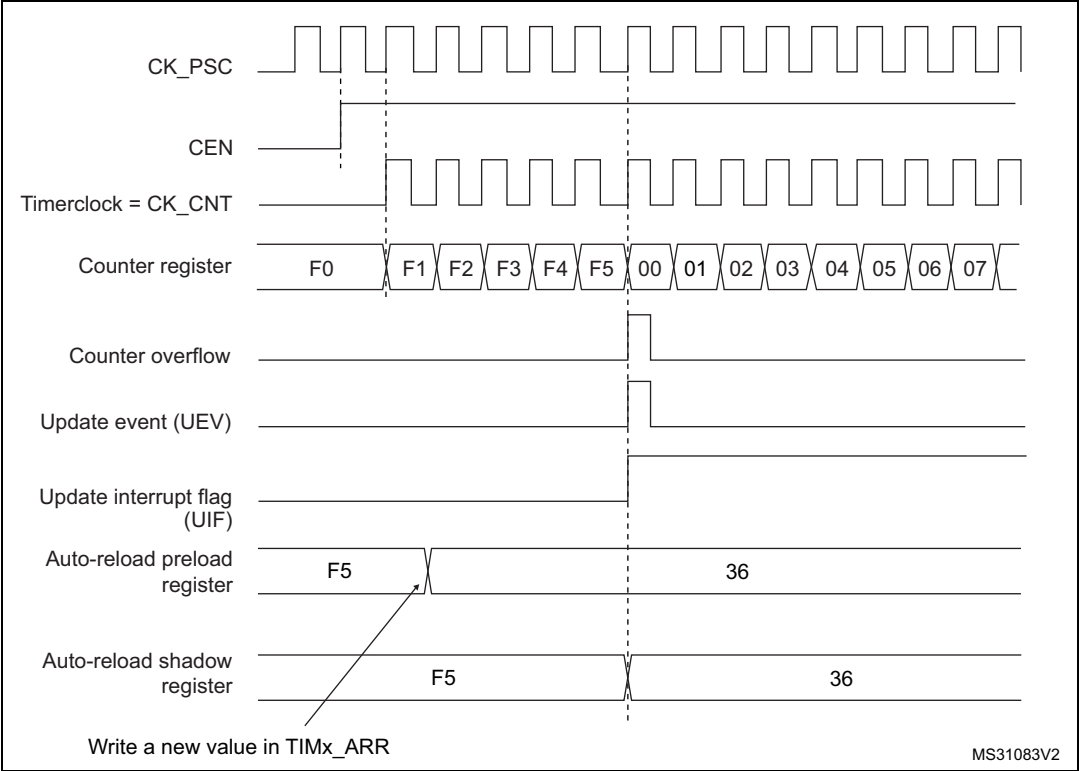 CK_PSC
CEN
Timerclock = CK_CNT
Counter register
F0 F1 F2 F3 F4 F5 00 01 02 03 04 05 06 07
Counter overflow
Update event (UEV)
Update interrupt flag
(UIF)
Auto-reload preload
register
F5 36
Auto-reload shadow
register
F5 36
Write a new value in TIMx_ARR
MS31083V2